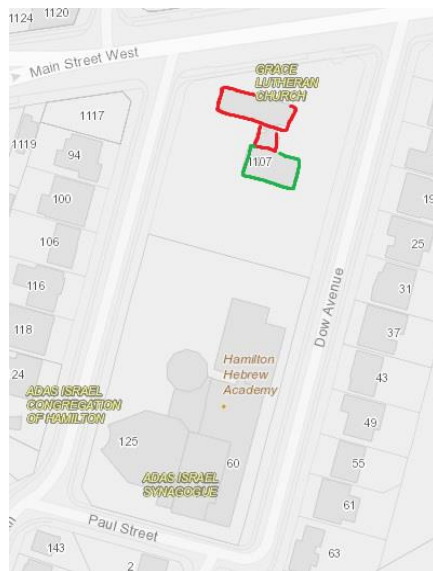 1120
1124
Main Street West
GRACE
LUTHERAN
CHURCH
1117
1119
94
1107
100
19
106
25
116
31
118
Dow Avenue
37
Hamilton
Hebrew
Academy
24
43
ADAS ISRAEL
CONGREGATION
OF HAMILTON
49
125
60
55
ADAS ISRAEL
SYNAGOGUE
61
Paul Street
143
63
2